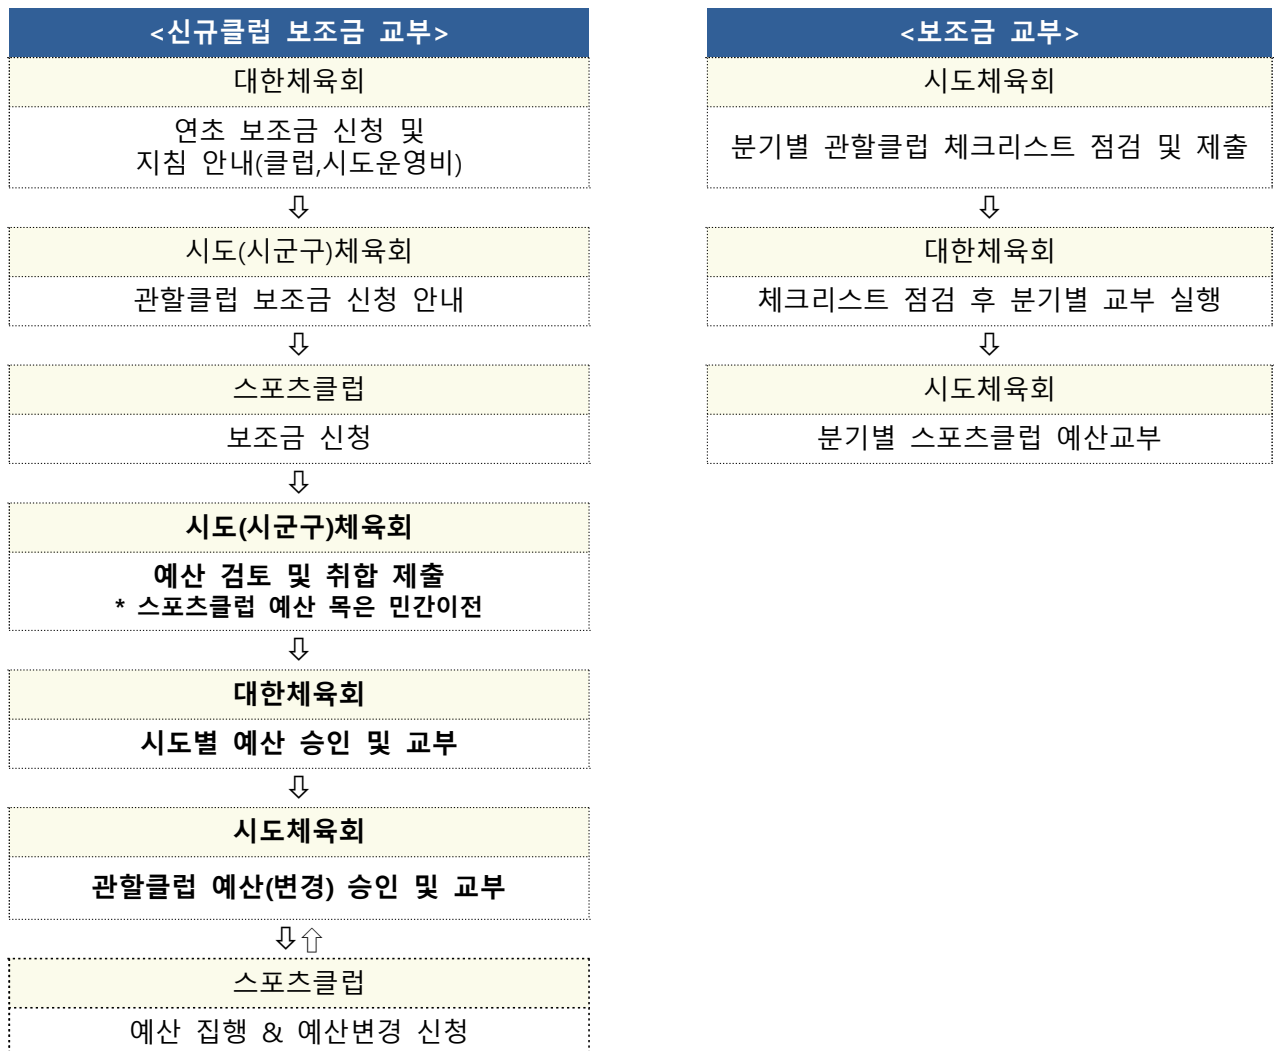 <신규클럽 보조금 교부>
대한체육회
연초 보조금 신청 및
지침 안내(클럽,시도운영비)
⇩
시도(시군구)체육회
관할클럽 보조금 신청 안내
⇩
스포츠클럽
보조금 신청
⇩
시도(시군구)체육회
예산 검토 및 취합 제출
* 스포츠클럽 예산 목은 민간이전
⇩
대한체육회
시도별 예산 승인 및 교부
⇩
시도체육회
관할클럽 예산(변경) 승인 및 교부
⇩⇧
스포츠클럽
예산 집행 & 예산변경 신청
<보조금 교부>
시도체육회
분기별 관할클럽 체크리스트 점검 및 제출
⇩
대한체육회
체크리스트 점검 후 분기별 교부 실행
⇩
시도체육회
분기별 스포츠클럽 예산교부